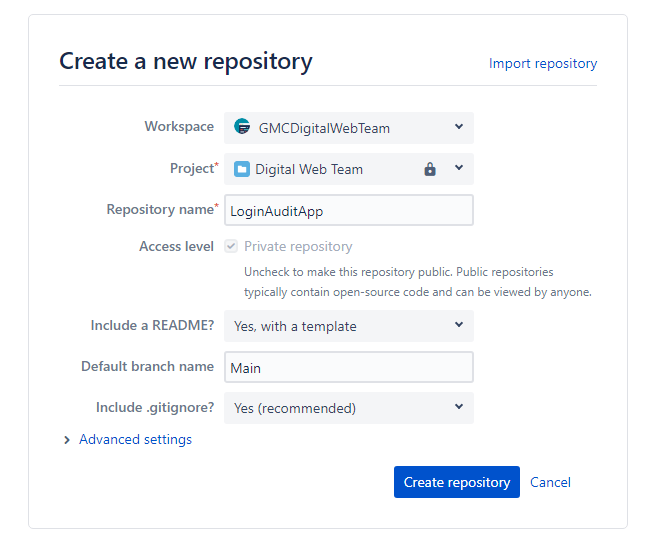 Create a new repository
Import repository
Workspace
GMCDigitalWebTeam
Project*
Digital Web Team
Repository name*
LoginAuditApp
Access level
Private repository
Uncheck to make this repository public. Public repositories
typically contain open-source code and can be viewed by anyone.
Include a README?
Yes, with a template
Default branch name
Main
Include .gitignore?
Yes (recommended)
Advanced settings
Create repository
Cancel